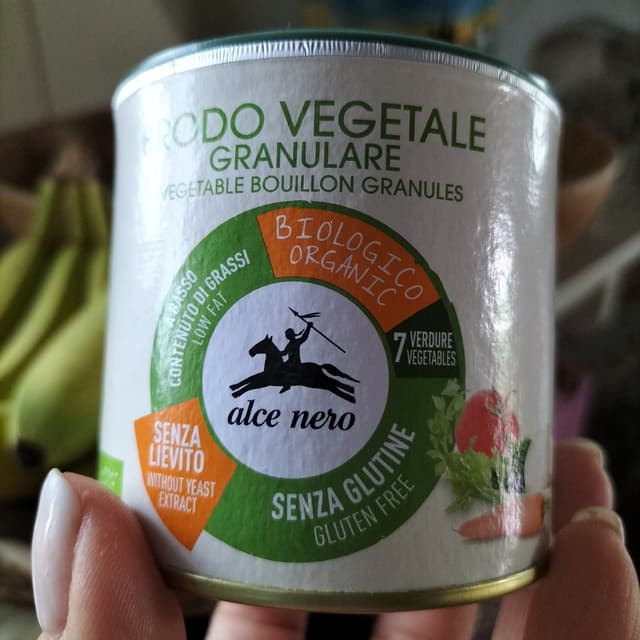 RODO VEGETALE
GRANULARE
VEGETABLE BOUILLON GRANULES
BIOLOGICO
ORGANIC
BASSO
CONTENUTO DI GRASSI
LOW FAT
7 VERDURE
VEGETABLES
alce nero
SENZA
LIEVITO
WITHOUT YEAST
EXTRACT
SENZA GLUTINE
GLUTEN FREE